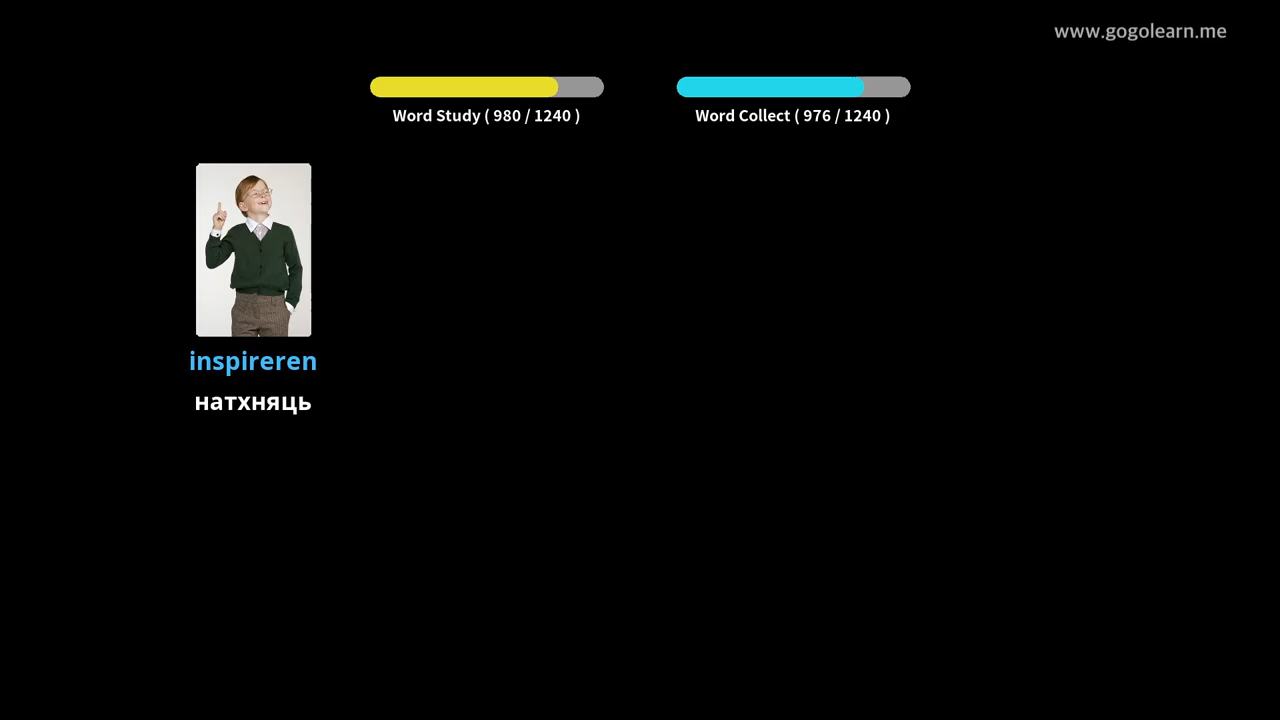 www.gogolearn.me
Word Study ( 980 / 1240 )
Word Collect ( 976 / 1240 )
inspireren
натхняць